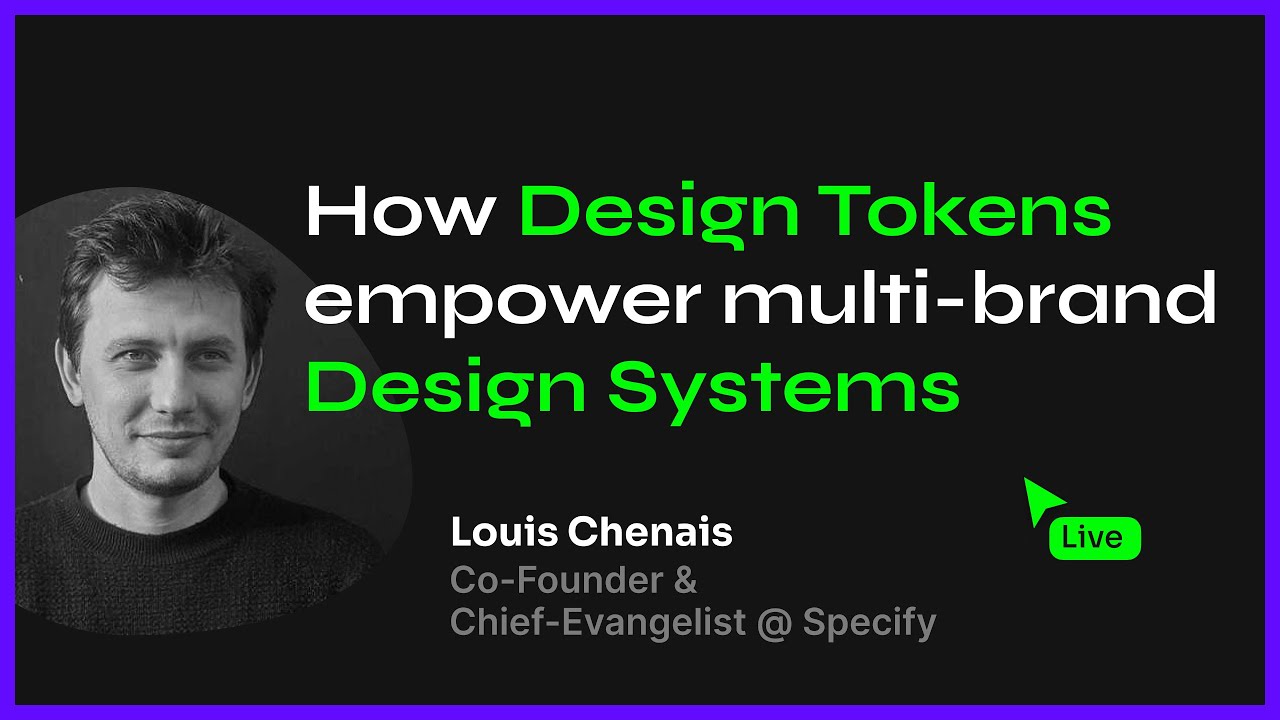 How Design Tokens
empower multi-brand
Design Systems
Louis Chenais
Co-Founder &
Chief-Evangelist @ Specify
Live